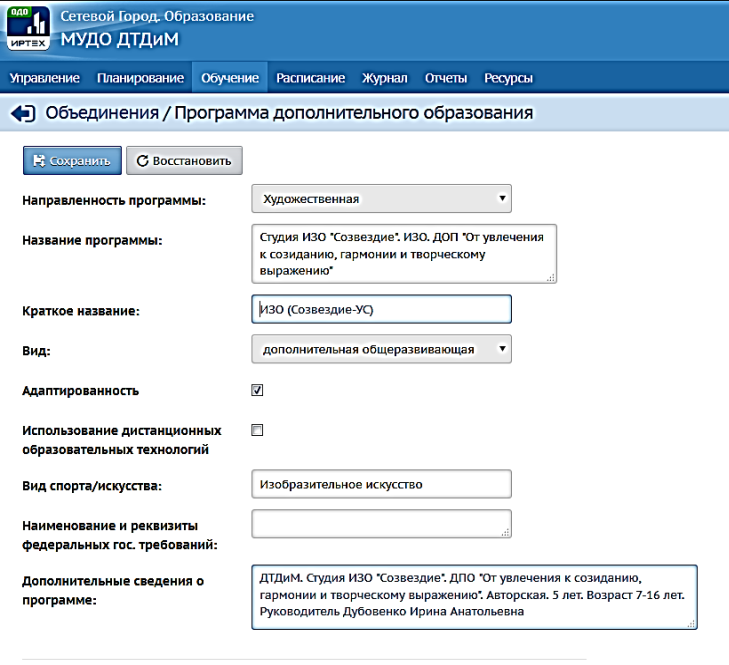 ОДО
ИРТЕХ
Сетевой Город. Образование
МУДО ДТДиМ
Управление Планирование Обучение Расписание Журнал Отчеты Ресурсы
Объединения / Программа дополнительного образования
Сохранить Восстановить
Направленность программы: Художественная
Название программы: Студия ИЗО "Созвездие". ИЗО. ДОП "От увлечения
к созиданию, гармонии и творческому
выражению"
Краткое название: ИЗО (Созвездие-УС)
Вид: дополнительная общеразвивающая
Адаптированность
Использование дистанционных
образовательных технологий
Вид спорта/искусства: Изобразительное искусство
Наименование и реквизиты
федеральных гос. требований:
Дополнительные сведения о
программе:
ДТДиМ. Студия ИЗО "Созвездие". ДПО "От увлечения к созиданию,
гармонии и творческому выражению". Авторская. 5 лет. Возраст 7-16 лет.
Руководитель Дубовенко Ирина Анатольевна